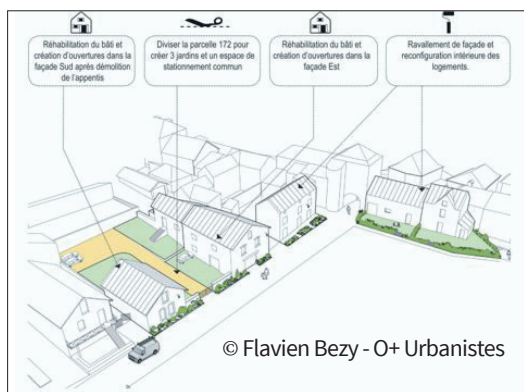 Réhabilitation du bâti et
création d'ouvertures dans la
façade Sud après démolition
de l'appentis
Diviser la parcelle 172 pour
créer 3 jardins et un espace de
stationnement commun
Réhabilitation du bâti et
création d'ouvertures dans la
façade Est
Ravallement de façade et
reconfiguration intérieure des
logements.
© Flavien Bezy - O+ Urbanistes